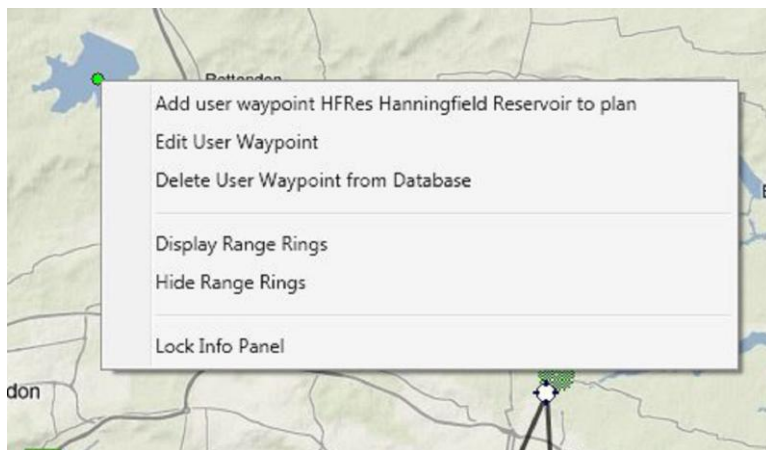 Rettendon
Add user waypoint HFRes Hanningfield Reservoir to plan
Edit User Waypoint
Delete User Waypoint from Database
Display Range Rings
Hide Range Rings
Lock Info Panel
don